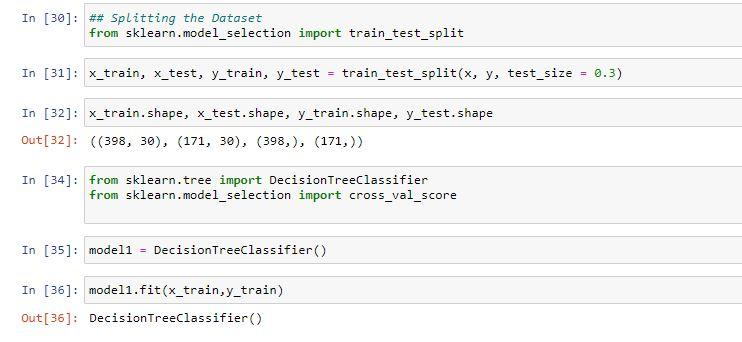 In [30]: ## Splitting the Dataset
from sklearn.model_selection import train_test_split
In [31]: x_train, x_test, y_train, y_test = train_test_split(x, y, test_size = 0.3)
In [32]: x_train.shape, x_test.shape, y_train.shape, y_test.shape
Out[32]: ((398, 30), (171, 30), (398,), (171,))
In [34]: from sklearn.tree import DecisionTreeClassifier
from sklearn.model_selection import cross_val_score
In [35]: model1 = DecisionTreeClassifier()
In [36]: model1.fit(x_train,y_train)
Out[36]: DecisionTreeClassifier()